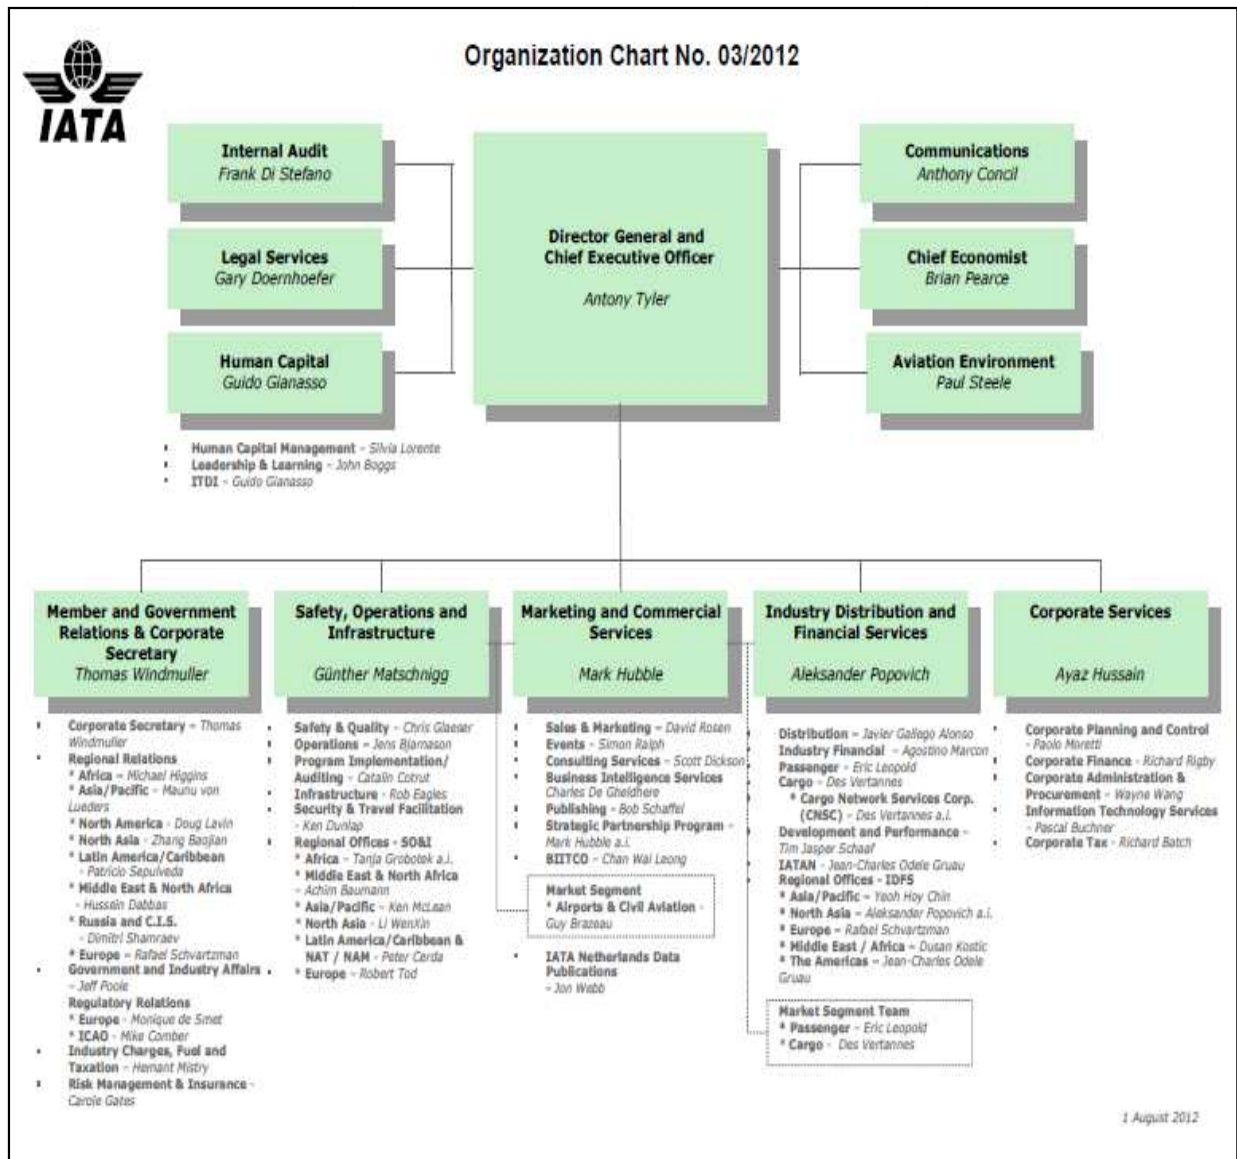 Organization Chart No. 03/2012
IATA
Internal Audit
Frank Di Stefano
Legal Services
Gary Doernhoefer
Human Capital
Guido Gianasso
Director General and
Chief Executive Officer
Antony Tyler
Communications
Anthony Concil
Chief Economist
Brian Pearce
Aviation Environment
Paul Steele
Human Capital Management – Silvia Lorente
Leadership & Learning – John Boggs
ITDI – Guido Gianasso
Member and Government
Relations & Corporate
Secretary
Thomas Windmuller
Corporate Secretary – Thomas
Windmuller
Regional Relations
* Africa – Michael Higgins
* Asia/Pacific – Maunu von
Lueders
* North America - Doug Lavin
* North Asia - Zhang Baojian
* Latin America/Caribbean
- Patricio Sepulveda
* Middle East & North Africa
- Hussein Dabbas
* Russia and C.I.S.
- Dimitri Shamraev
* Europe – Rafael Schvartzman
Government and Industry Affairs
– Jeff Poole
Regulatory Relations
* Europe - Monique de Smet
* ICAO - Mike Comber
Industry Charges, Fuel and
Taxation – Hemant Mistry
Risk Management & Insurance -
Carole Gates
Safety, Operations and
Infrastructure
Günther Matschnigg
Safety & Quality - Chris Glaeser
Operations – Jens Bjarnason
Program Implementation/
Auditing - Catalin Cotrut
Infrastructure - Rob Eagles
Security & Travel Facilitation
- Ken Dunlap
Regional Offices - SO&I
* Africa – Tanja Grobotek a.i.
* Middle East & North Africa
– Achim Baumann
* Asia/Pacific – Ken McLean
* North Asia - Li WenXin
* Latin America/Caribbean &
NAT / NAM - Peter Cerda
* Europe – Robert Tod
Marketing and Commercial
Services
Mark Hubble
Sales & Marketing – David Rosen
Events - Simon Ralph
Consulting Services – Scott Dickson
Business Intelligence Services
Charles De Gheldhere
Publishing - Bob Schaffel
Strategic Partnership Program –
Mark Hubble a.i.
BIITCO – Chan Wai Leong
Market Segment
* Airports & Civil Aviation -
Guy Brazeau
IATA Netherlands Data
Publications
– Jon Webb
Industry Distribution and
Financial Services
Aleksander Popovich
Distribution – Javier Gallego Alonso
Industry Financial – Agostino Marcon
Passenger – Eric Leopold
Cargo – Des Vertannes
* Cargo Network Services Corp.
(CNSC) – Des Vertannes a.i.
Development and Performance –
Tim Jasper Schaaf
IATAN - Jean-Charles Odele Gruau
Regional Offices - IDFS
* Asia/Pacific – Yeoh Hoy Chin
* North Asia – Aleksander Popovich a.i.
* Europe – Rafael Schvartzman
* Middle East / Africa – Dusan Kostic
* The Americas – Jean-Charles Odele
Gruau
Market Segment Team
* Passenger – Eric Leopold
* Cargo - Des Vertannes
Corporate Services
Ayaz Hussain
Corporate Planning and Control
- Paolo Moretti
Corporate Finance - Richard Rigby
Corporate Administration &
Procurement – Wayne Wang
Information Technology Services
- Pascal Buchner
Corporate Tax - Richard Batch
1 August 2012